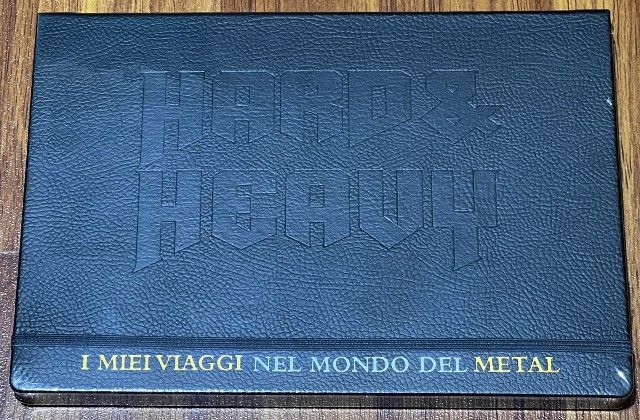 HARD &
HEAVY
I MIEI VIAGGI NEL MONDO DEL METAL